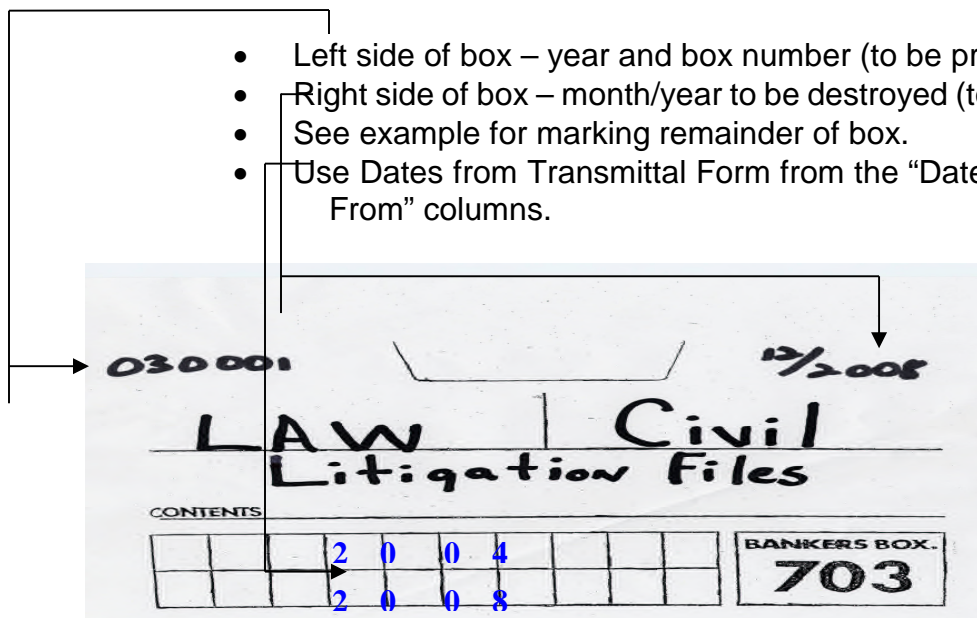 • Left side of box – year and box number (to be pr
• Right side of box – month/year to be destroyed (t
• See example for marking remainder of box.
• Use Dates from Transmittal Form from the “Date
From” columns.
030001 12/2008
LAW | Civil
Litigation Files
CONTENTS
2 0 0 4 BANKERS BOX.
703
2 0 0 8